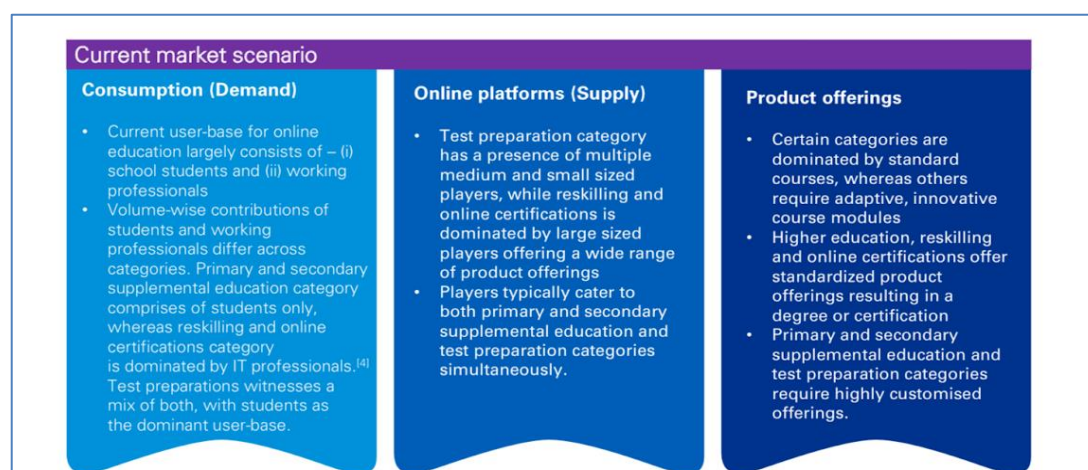 Current market scenario
Consumption (Demand)
• Current user-base for online
education largely consists of – (i)
school students and (ii) working
professionals
• Volume-wise contributions of
students and working
professionals differ across
categories. Primary and secondary
supplemental education category
comprises of students only,
whereas reskilling and online
certifications category
is dominated by IT professionals.[4]
Test preparations witnesses a
mix of both, with students as
the dominant user-base.
Online platforms (Supply)
• Test preparation category
has a presence of multiple
medium and small sized
players, while reskilling and
online certifications is
dominated by large sized
players offering a wide range
of product offerings
• Players typically cater to
both primary and secondary
supplemental education and
test preparation categories
simultaneously.
Product offerings
• Certain categories are
dominated by standard
courses, whereas others
require adaptive, innovative
course modules
• Higher education, reskilling
and online certifications offer
standardized product
offerings resulting in a
degree or certification
• Primary and secondary
supplemental education and
test preparation categories
require highly customised
offerings.